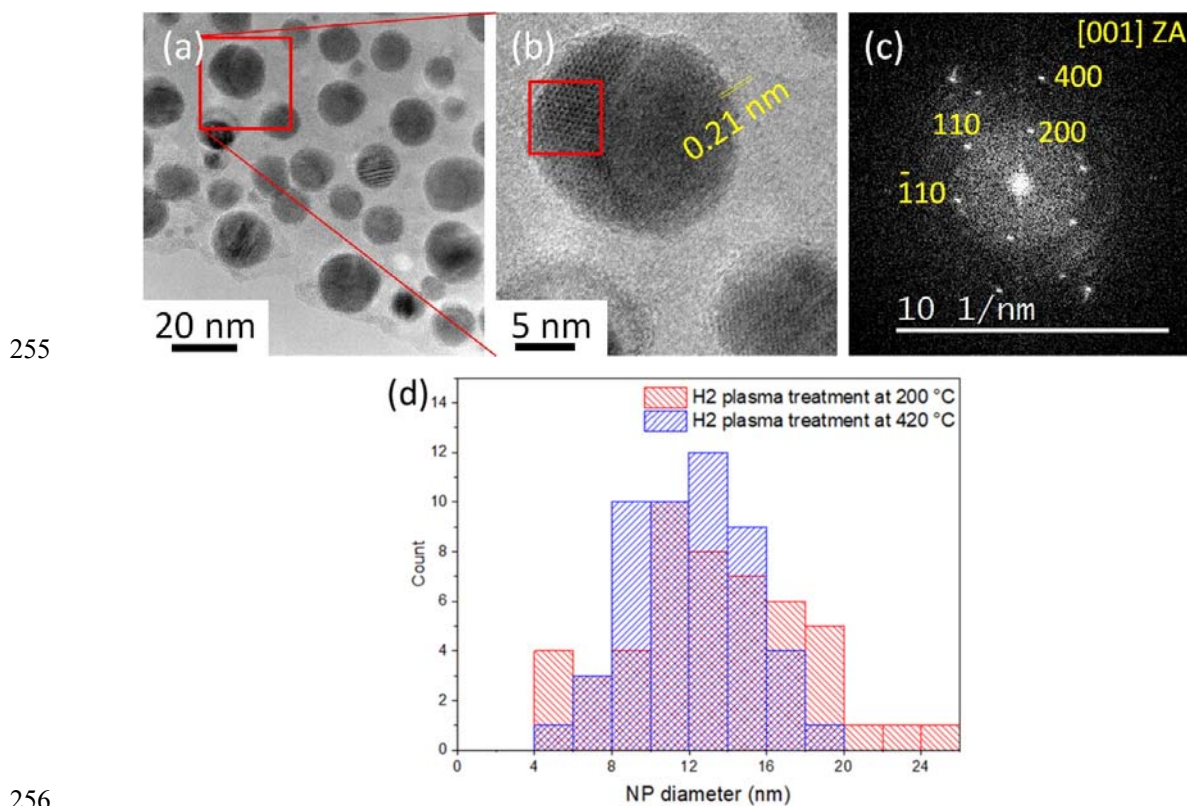 (a)
20 nm
(b)
0.21 nm
5 nm
(c)
[001] ZA
400
110
200
1̄10
10 1/nm
255
(d)
H2 plasma treatment at 200 °C
H2 plasma treatment at 420 °C
14
12
10
8
6
4
2
0
Count
0 4 8 12 16 20 24
NP diameter (nm)
256